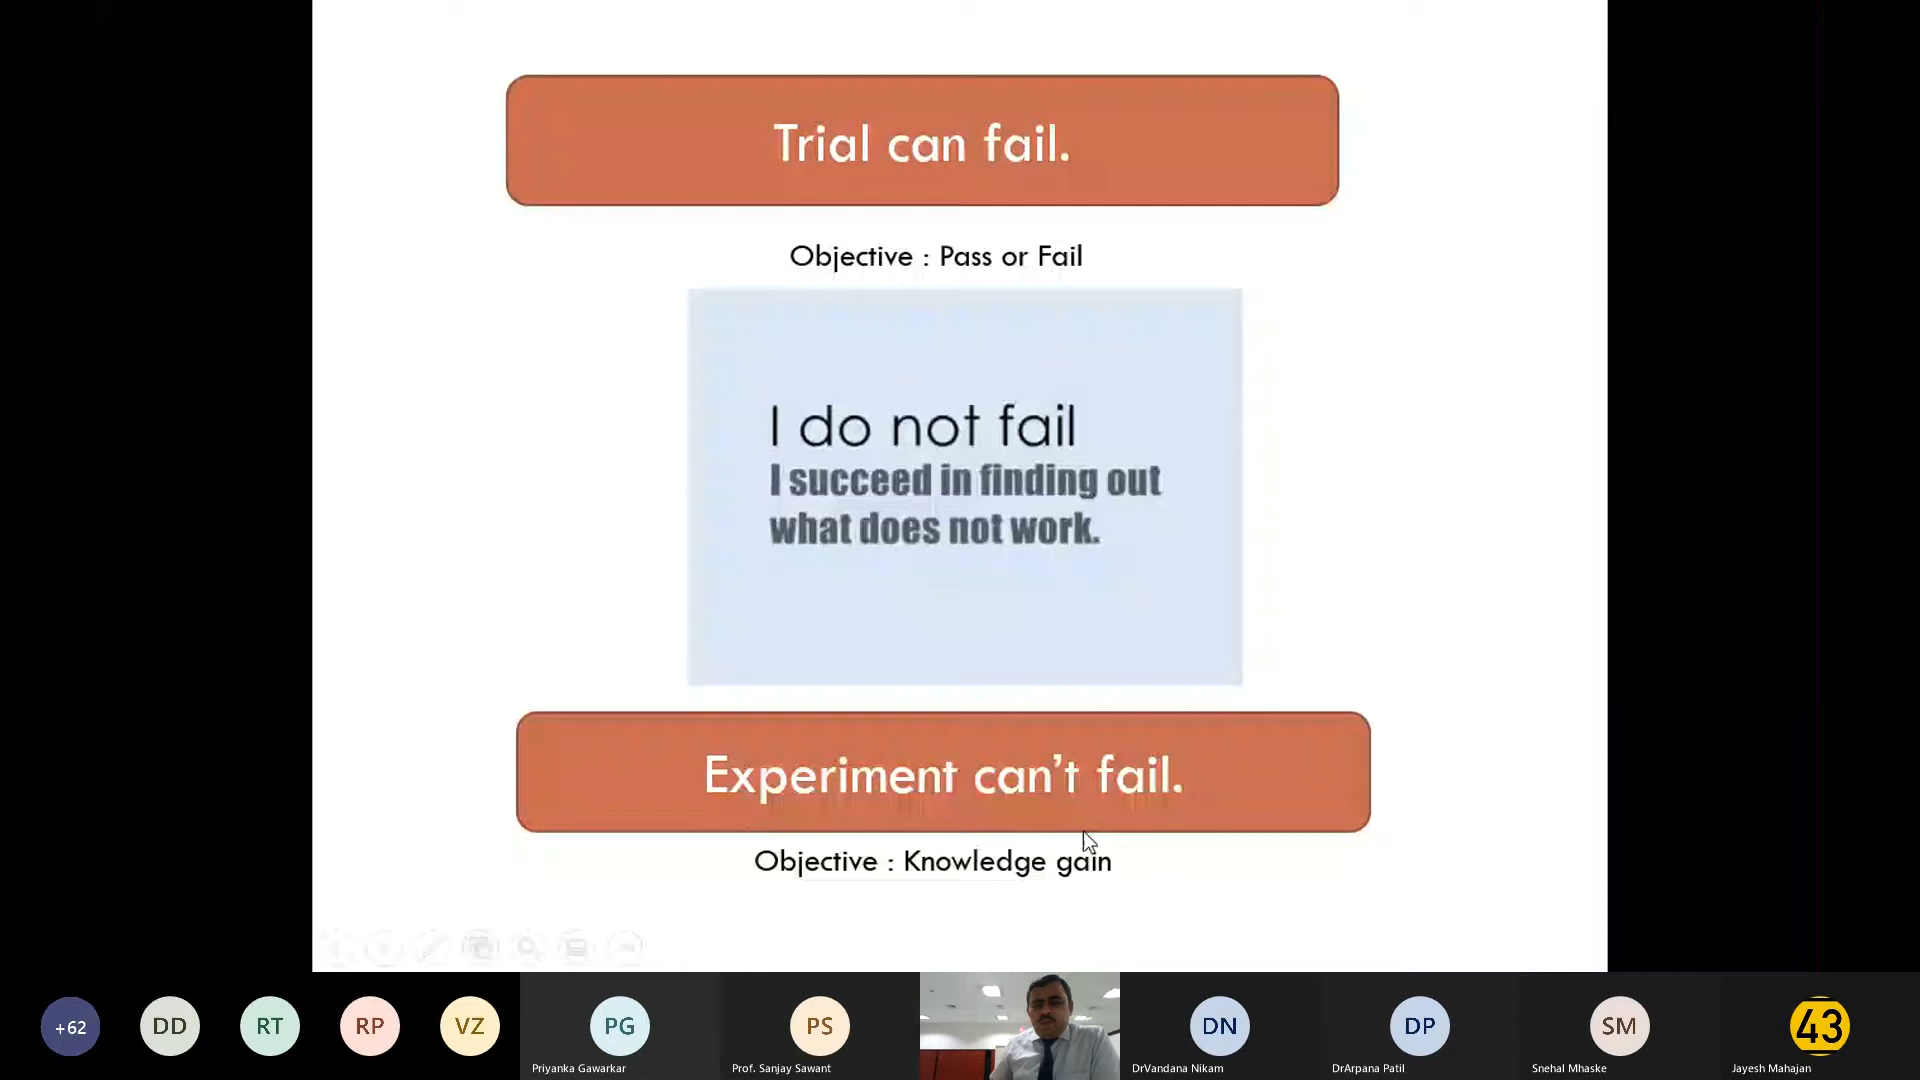 Trial can fail.
Objective : Pass or Fail
I do not fail
I succeed in finding out
what does not work.
Experiment can't fail.
Objective : Knowledge gain
+62
DD
RT
RP
VZ
PG
PS
DN
DP
SM
43
Priyanka Gawarkar
Prof. Sanjay Sawant
DrVandana Nikam
DrArpana Patil
Snehal Mhaske
Jayesh Mahajan